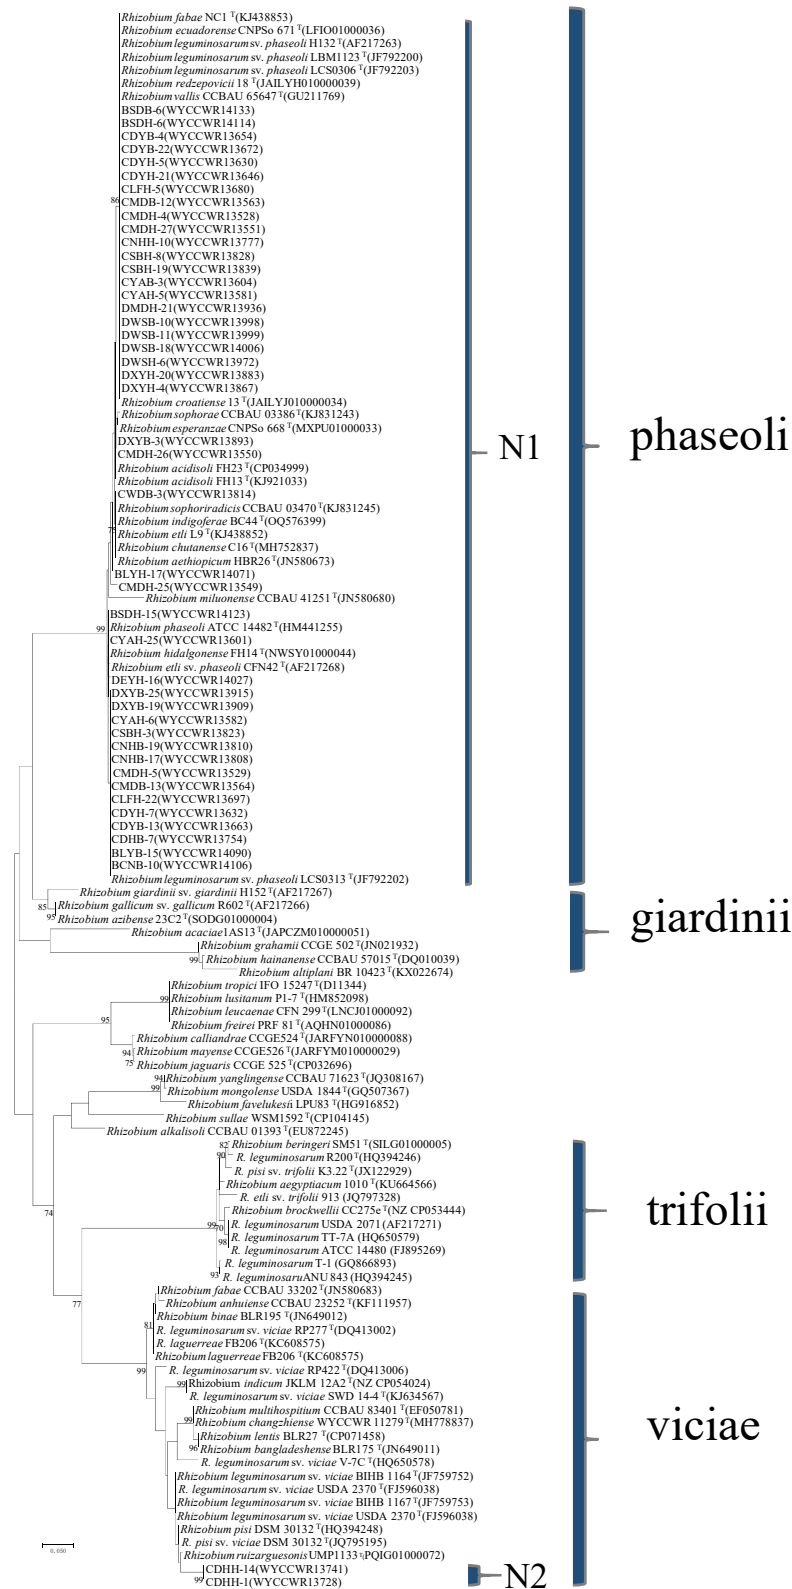 Rhizobium fabae NC1 T(KJ438853)
Rhizobium ecuadorense CNPSo 671 T(LFIO01000036)
Rhizobium leguminosarum sv. phaseoli H132 T(AF217263)
Rhizobium leguminosarum sv. phaseoli LBM1123 T(JF792200)
Rhizobium leguminosarum sv. phaseoli LCS0306 T(JF792203)
Rhizobium redzepovicii 18 T(JAILYH010000039)
Rhizobium vallis CCBAU 65647 T(GU211769)
BSDB-6(WYCCWR14133)
BSDH-6(WYCCWR14114)
CDYB-4(WYCCWR13654)
CDYB-22(WYCCWR13672)
CDYH-5(WYCCWR13630)
CDYH-21(WYCCWR13646)
CLFH-5(WYCCWR13680)
86
CMDB-12(WYCCWR13563)
CMDH-4(WYCCWR13528)
CMDH-27(WYCCWR13551)
CNHH-10(WYCCWR13777)
CSBH-8(WYCCWR13828)
CSBH-19(WYCCWR13839)
CYAB-3(WYCCWR13604)
CYAH-5(WYCCWR13581)
DMDH-21(WYCCWR13936)
DWSB-10(WYCCWR13998)
DWSB-11(WYCCWR13999)
DWSB-18(WYCCWR14006)
DWSH-6(WYCCWR13972)
DXYH-20(WYCCWR13883)
DXYH-4(WYCCWR13867)
Rhizobium croatiense 13 T(JAILYJ010000034)
Rhizobium sophorae CCBAU 03386 T(KJ831243)
Rhizobium esperanzae CNPSo 668 T(MXPU01000033)
phaseoli
DXYB-3(WYCCWR13893)
N1
CMDH-26(WYCCWR13550)
Rhizobium acidisoli FH23 T(CP034999)
Rhizobium acidisoli FH13 T(KJ921033)
CWDB-3(WYCCWR13814)
Rhizobium sophoriradicis CCBAU 03470 T(KJ831245)
Rhizobium indigoferae BC44 T(OQ576399)
Rhizobium etli L9 T(KJ438852)
Rhizobium chutanense C16 T(MH752837)
Rhizobium aethiopicum HBR26 T(JN580673)
BLYH-17(WYCCWR14071)
CMDH-25(WYCCWR13549)
Rhizobium miluonense CCBAU 41251 T(JN580680)
BSDH-15(WYCCWR14123)
99
Rhizobium phaseoli ATCC 14482 T(HM441255)
CYAH-25(WYCCWR13601)
Rhizobium hidalgonense FH14 T(NWSY01000044)
Rhizobium etli sv. phaseoli CFN42 T(AF217268)
DEYH-16(WYCCWR14027)
DXYB-25(WYCCWR13915)
DXYB-19(WYCCWR13909)
CYAH-6(WYCCWR13582)
CSBH-3(WYCCWR13823)
CNHB-19(WYCCWR13810)
CNHB-17(WYCCWR13808)
CMDH-5(WYCCWR13529)
CMDB-13(WYCCWR13564)
CLFH-22(WYCCWR13697)
CDYH-7(WYCCWR13632)
CDYB-13(WYCCWR13663)
CDHB-7(WYCCWR13754)
BLYB-15(WYCCWR14090)
BCNB-10(WYCCWR14106)
Rhizobium leguminosarum sv. phaseoli LCS0313 T(JF792202)
Rhizobium giardinii sv. giardinii H152 T(AF217267)
85
Rhizobium gallicum sv. gallicum R602 T(AF217266)
95
Rhizobium azibense 23C2 T(SODG01000004)
giardinii
Rhizobium acaciae1AS13 T(JAPCZM010000051)
Rhizobium grahamii CCGE 502 T(JN021932)
99
Rhizobium hainanense CCBAU 57015 T(DQ010039)
Rhizobium altiplani BR 10423 T(KX022674)
Rhizobium tropici IFO 15247 T(D11344)
99
Rhizobium lusitanum P1-7 T(HM852098)
Rhizobium leucaenae CFN 299 T(LNCJ01000092)
95
Rhizobium freirei PRF 81 T(AQHN01000086)
Rhizobium calliandrae CCGE524 T(JARFYN010000088)
94
Rhizobium mayense CCGE526 T(JARFYM010000029)
75
Rhizobium jaguaris CCGE 525 T(CP032696)
94
Rhizobium yanglingense CCBAU 71623 T(JQ308167)
99
Rhizobium mongolense USDA 1844 T(GQ507367)
Rhizobium favelukesii LPU83 T(HG916852)
Rhizobium sullae WSM1592 T(CP104145)
Rhizobium alkalisoli CCBAU 01393 T(EU872245)
82
Rhizobium beringeri SM51 T(SILG01000005)
90
R. leguminosarum R200 T(HQ394246)
R. pisi sv. trifolii K3.22 T(JX122929)
Rhizobium aegyptiacum 1010 T(KU664566)
R. etli sv. trifolii 913 (JQ797328)
74
Rhizobium brockwellii CC275e T(NZ CP053444)
trifolii
99
70
R. leguminosarum USDA 2071 (AF217271)
R. leguminosarum TT-7A (HQ650579)
98
R. leguminosarum ATCC 14480 (FJ895269)
R. leguminosarum T-1 (GQ866893)
93
R. leguminosaruANU 843 (HQ394245)
Rhizobium fabae CCBAU 33202 T(JN580683)
77
Rhizobium anhuiense CCBAU 23252 T(KF111957)
Rhizobium binae BLR195 T(JN649012)
81
R. leguminosarum sv. viciae RP277 T(DQ413002)
R. laguerreae FB206 T(KC608575)
Rhizobium laguerreae FB206 T(KC608575)
99
R. leguminosarum sv. viciae RP422 T(DQ413006)
99
Rhizobium indicum JKLM 12A2 T(NZ CP054024)
R. leguminosarum sv. viciae SWD 14-4 T(KJ634567)
Rhizobium multihospitium CCBAU 83401 T(EF050781)
99
Rhizobium changzhiense WYCCWR 11279 T(MH778837)
viciae
Rhizobium lentis BLR27 T(CP071458)
96
Rhizobium bangladeshense BLR175 T(JN649011)
R. leguminosarum sv. viciae V-7C T(HQ650578)
Rhizobium leguminosarum sv. viciae BIHB 1164 T(JF759752)
R. leguminosarum sv. viciae USDA 2370 T(FJ596038)
Rhizobium leguminosarum sv. viciae BIHB 1167 T(JF759753)
Rhizobium leguminosarum sv. viciae USDA 2370 T(FJ596038)
Rhizobium pisi DSM 30132 T(HQ394248)
R. pisi sv. viciae DSM 30132 T(JQ795195)
0.050
Rhizobium ruizarguesonis UMP1133 T(PQIG01000072)
CDHH-14(WYCCWR13741)
N2
99
CDHH-1(WYCCWR13728)